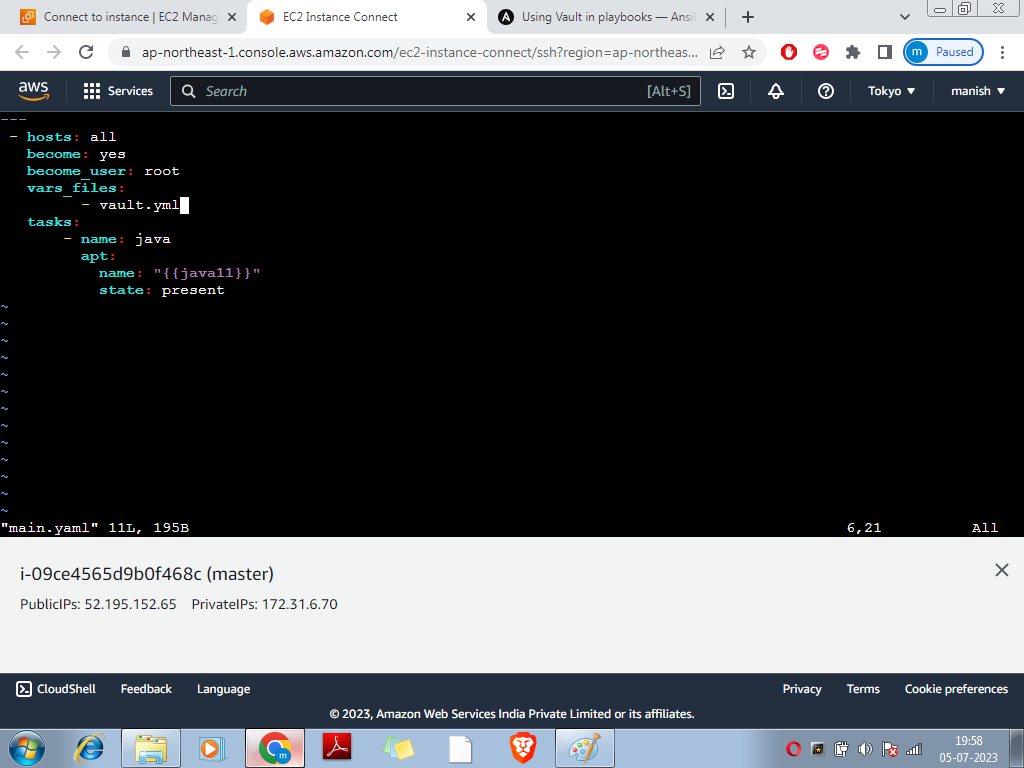 Connect to instance | EC2 Manag
EC2 Instance Connect
Using Vault in playbooks — Ansi
ap-northeast-1.console.aws.amazon.com/ec2-instance-connect/ssh?region=ap-northeas...
m Paused
aws
Services
Search
[Alt+S]
Tokyo
manish
---
- hosts: all
become: yes
become_user: root
vars_files:
- vault.yml
tasks:
- name: java
apt:
name: "{{java11}}"
state: present
~
~
~
~
~
~
~
~
~
~
~
~
~
"main.yaml" 11L, 195B 6,21 All
i-09ce4565d9b0f468c (master)
PublicIPs: 52.195.152.65 PrivateIPs: 172.31.6.70
CloudShell Feedback Language Privacy Terms Cookie preferences
© 2023, Amazon Web Services India Private Limited or its affiliates.
m
19:58
05-07-2023